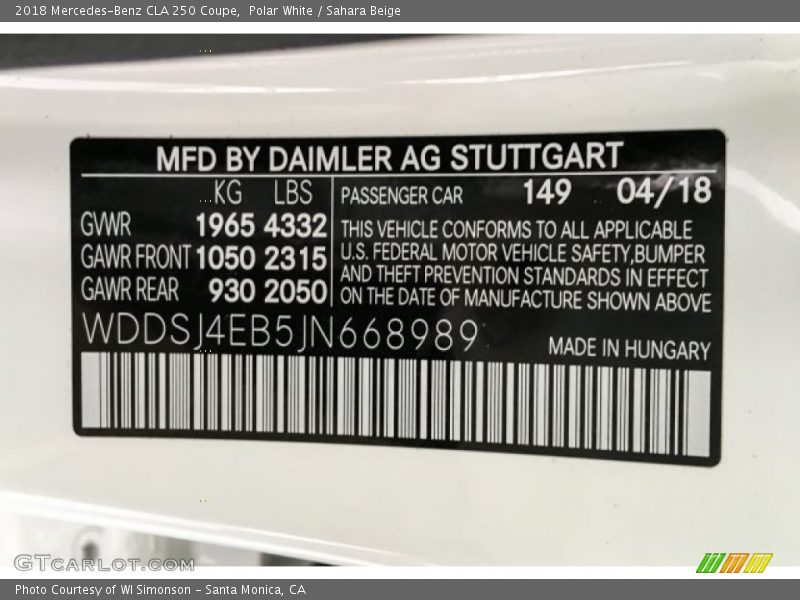 2018 Mercedes-Benz CLA 250 Coupe,  Polar White / Sahara Beige
MFD BY DAIMLER AG STUTTGART
KG LBS
GVWR 1965 4332
GAWR FRONT 1050 2315
GAWR REAR 930 2050
PASSENGER CAR 149 04/18
THIS VEHICLE CONFORMS TO ALL APPLICABLE
U.S. FEDERAL MOTOR VEHICLE SAFETY,BUMPER
AND THEFT PREVENTION STANDARDS IN EFFECT
ON THE DATE OF MANUFACTURE SHOWN ABOVE
WDDSJ4EB5JN668989
MADE IN HUNGARY
GTCARLOT.COM
Photo Courtesy of WI Simonson - Santa Monica, CA